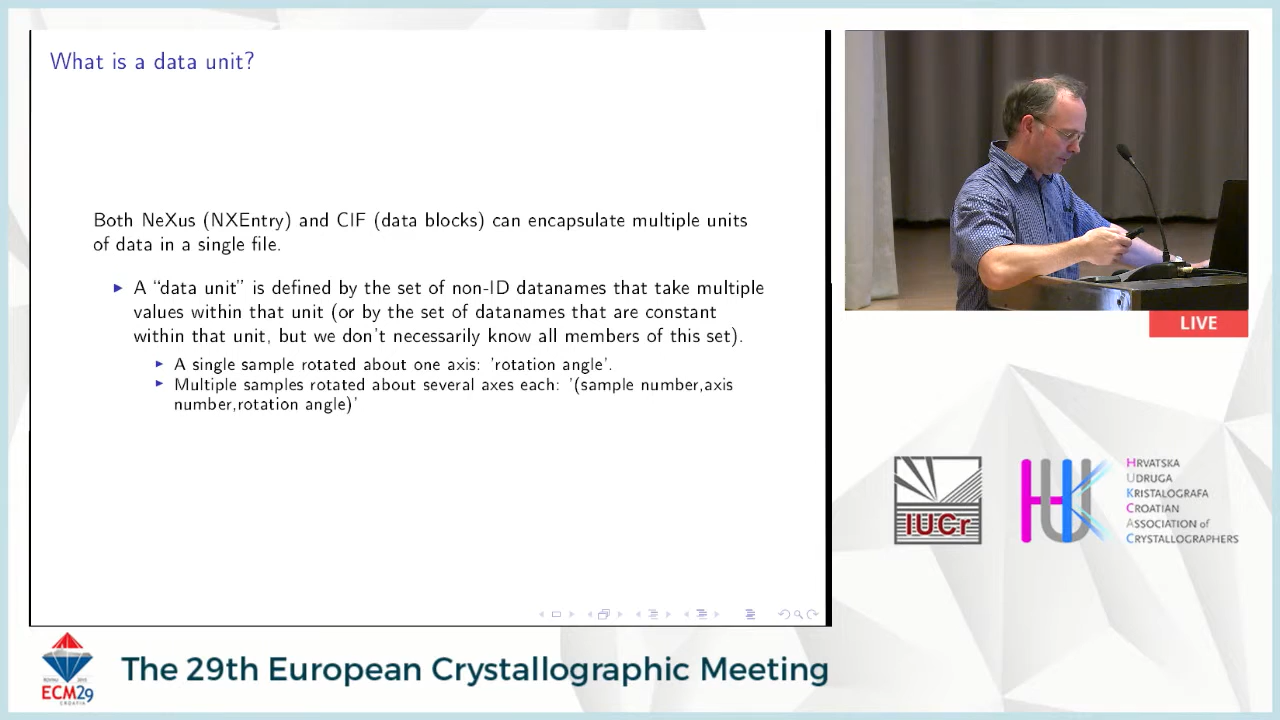 What is a data unit?
Both NeXus (NXEntry) and CIF (data blocks) can encapsulate multiple units
of data in a single file.
A “data unit” is defined by the set of non-ID datanames that take multiple
values within that unit (or by the set of datanames that are constant
within that unit, but we don't necessarily know all members of this set).
A single sample rotated about one axis: 'rotation angle'.
Multiple samples rotated about several axes each: '(sample number,axis
number,rotation angle)'
LIVE
IUCr
HUK
HRVATSKA
UDRUGA
KRISTALOGRAFA
CROATIAN
ASSOCIATION of
CRYSTALLOGRAPHERS
ECM29
CROATIA
The 29th European Crystallographic Meeting